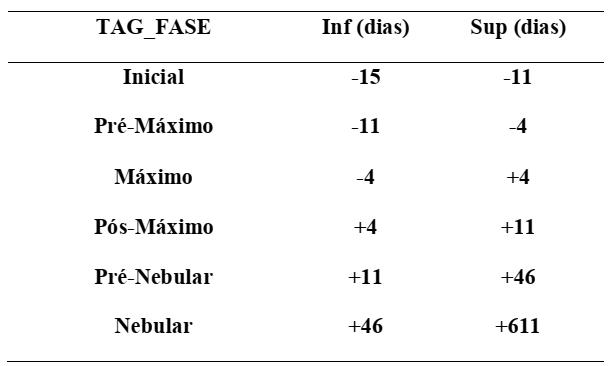 TAG_FASE Inf (dias) Sup (dias)
Inicial -15 -11
Pré-Máximo -11 -4
Máximo -4 +4
Pós-Máximo +4 +11
Pré-Nebular +11 +46
Nebular +46 +611